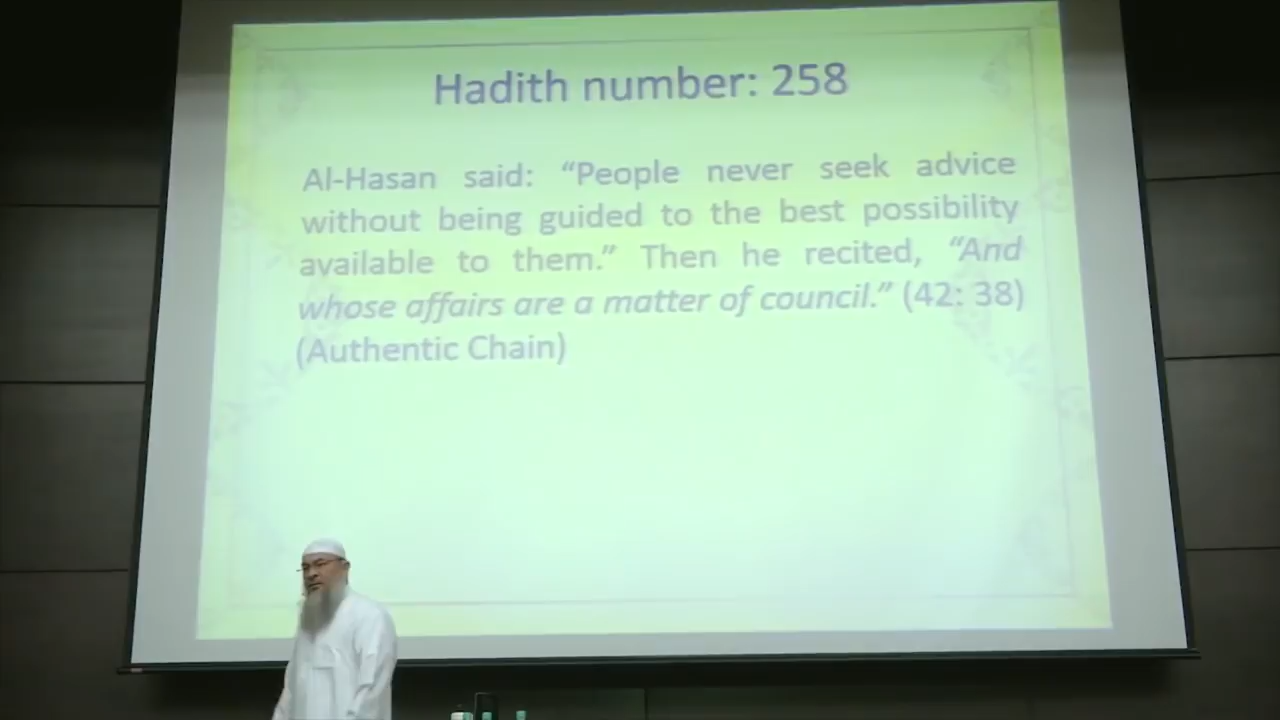 Hadith number: 258
Al-Hasan said: “People never seek advice
without being guided to the best possibility
available to them.” Then he recited, “And
whose affairs are a matter of council.” (42: 38)
(Authentic Chain)